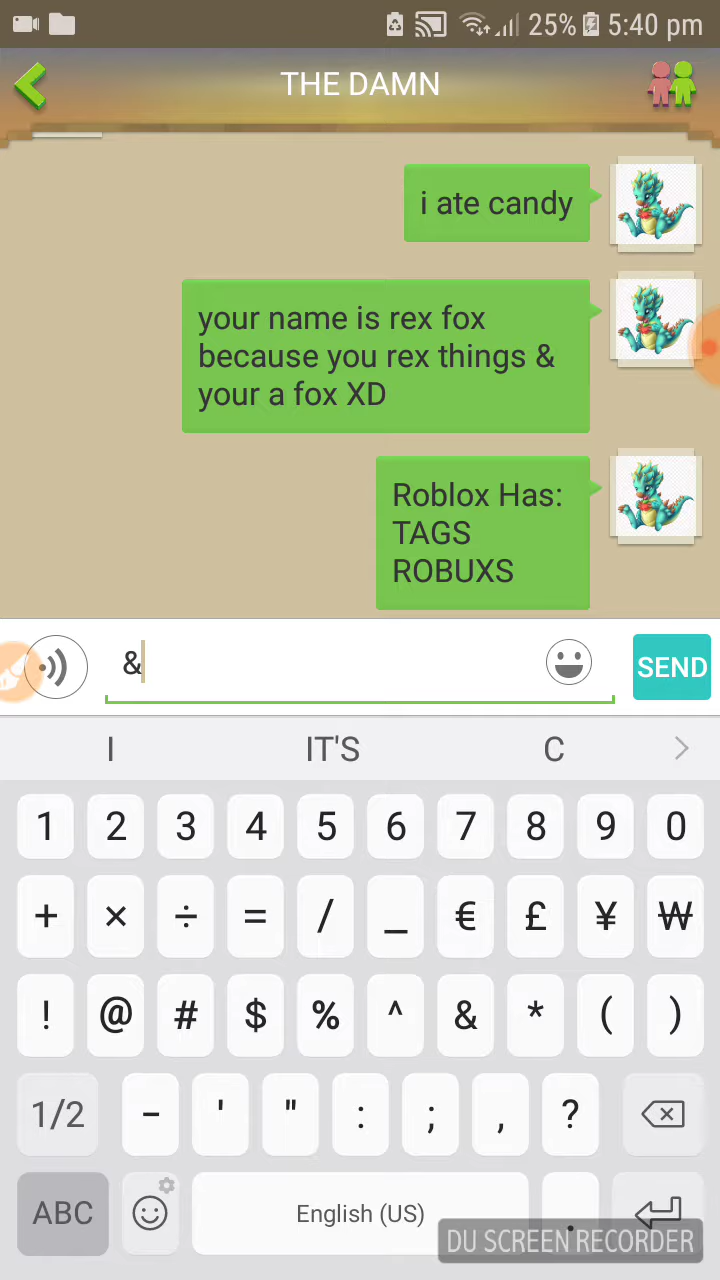 25% 5:40 pm
THE DAMN
i ate candy
your name is rex fox
because you rex things &
your a fox XD
Roblox Has:
TAGS
ROBUXS
&
SEND
I IT'S C
1 2 3 4 5 6 7 8 9 0
+ × ÷ = / _ € £ ¥ ₩
! @ # $ % ^ & * ( )
1/2 - ' " : ; , ?
ABC English (US) .
DU SCREEN RECORDER